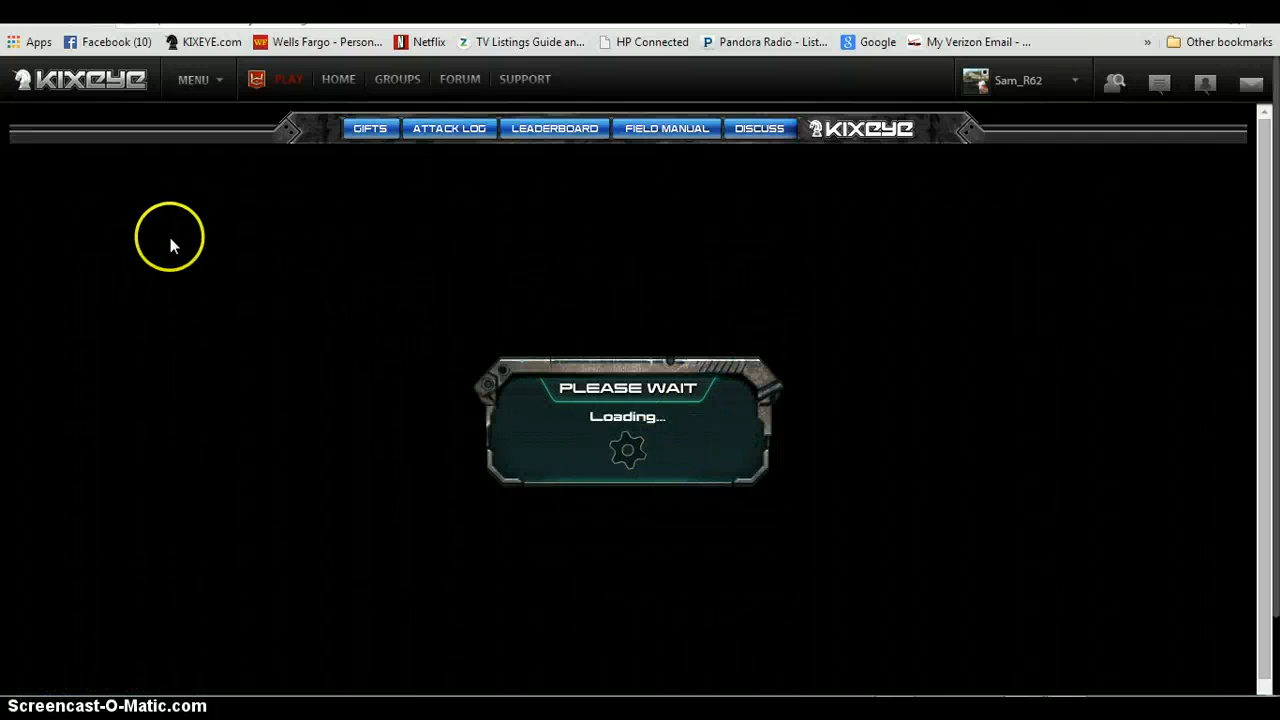 Apps Facebook (10) KIXEYE.com Wells Fargo - Person... Netflix TV Listings Guide an... HP Connected Pandora Radio - List... Google My Verizon Email - ... » Other bookmarks
KIXEYE MENU PLAY HOME GROUPS FORUM SUPPORT Sam_R62
GIFTS ATTACK LOG LEADERBOARD FIELD MANUAL DISCUSS KIXEYE
PLEASE WAIT
Loading...
Screencast-O-Matic.com